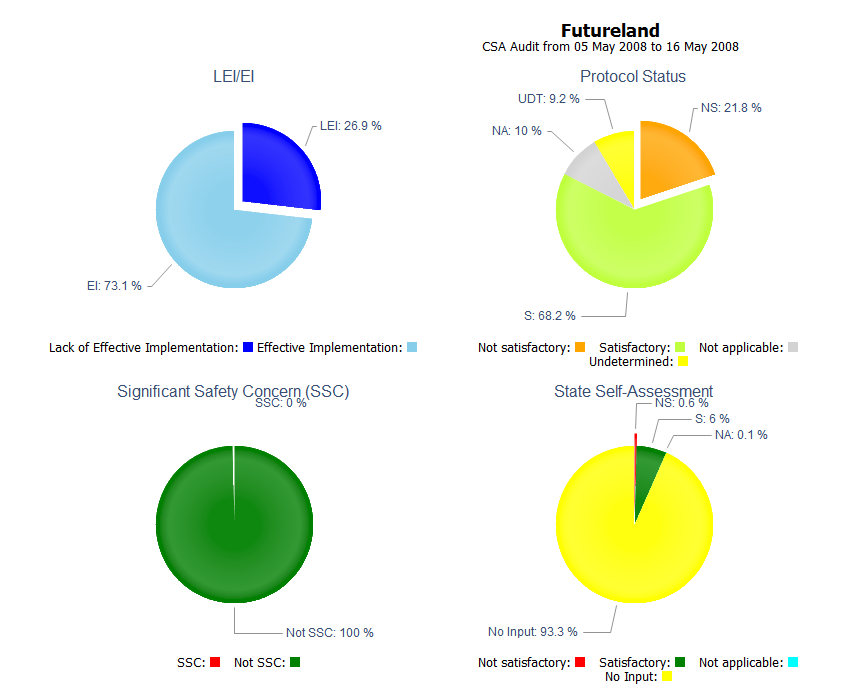 Futureland
CSA Audit from 05 May 2008 to 16 May 2008
LEI/EI
LEI: 26.9 %
EI: 73.1 %
Lack of Effective Implementation: Effective Implementation:
Protocol Status
UDT: 9.2 %
NS: 21.8 %
NA: 10 %
S: 68.2 %
Not satisfactory: Satisfactory: Not applicable:
Undetermined:
Significant Safety Concern (SSC)
SSC: 0 %
Not SSC: 100 %
SSC: Not SSC:
State Self-Assessment
NS: 0.6 %
S: 6 %
NA: 0.1 %
No Input: 93.3 %
Not satisfactory: Satisfactory: Not applicable:
No Input: